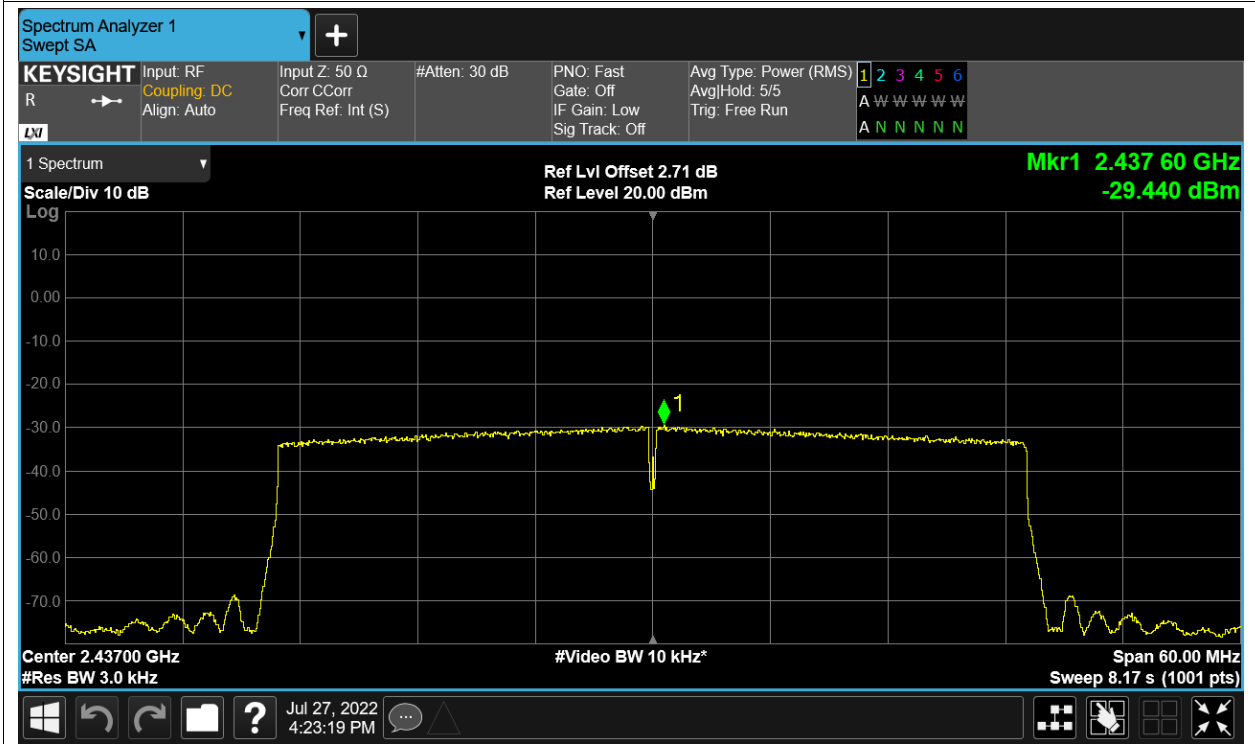 Spectrum Analyzer 1
Swept SA
+
KEYSIGHT
R
LXI
Input: RF
Coupling: DC
Align: Auto
Input Z: 50 Ω
Corr CCorr
Freq Ref: Int (S)
#Atten: 30 dB
PNO: Fast
Gate: Off
IF Gain: Low
Sig Track: Off
Avg Type: Power (RMS)
Avg|Hold: 5/5
Trig: Free Run
1 2 3 4 5 6
A W W W W W
A N N N N N
1 Spectrum
Scale/Div 10 dB
Ref Lvl Offset 2.71 dB
Ref Level 20.00 dBm
Mkr1 2.437 60 GHz
-29.440 dBm
Log
10.0
0.00
-10.0
-20.0
1
-30.0
-40.0
-50.0
-60.0
-70.0
Center 2.43700 GHz
#Res BW 3.0 kHz
#Video BW 10 kHz*
Span 60.00 MHz
Sweep 8.17 s (1001 pts)
?
Jul 27, 2022
4:23:19 PM